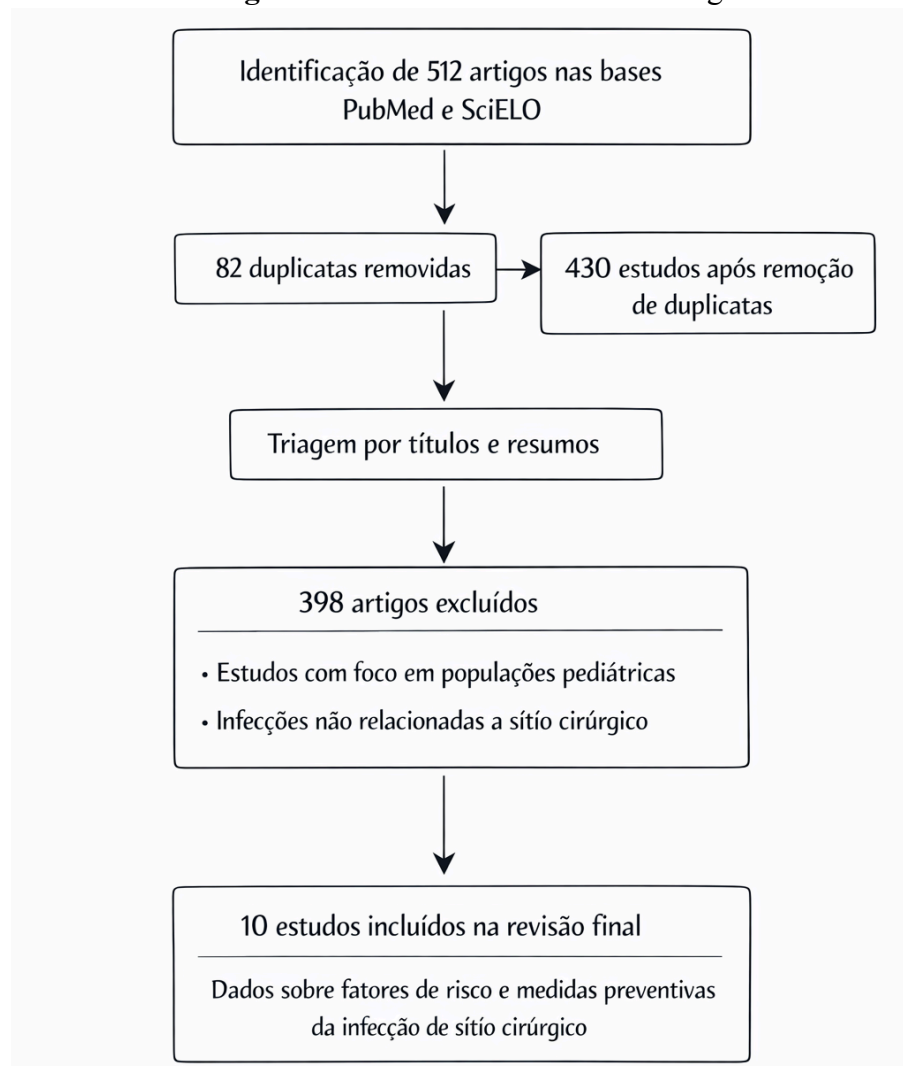 Identificação de 512 artigos nas bases
PubMed e SciELO
82 duplicatas removidas
430 estudos após remoção
de duplicatas
Triagem por títulos e resumos
398 artigos excluídos
• Estudos com foco em populações pediátricas
• Infecções não relacionadas a sítío cirúrgico
10 estudos incluídos na revisão final
Dados sobre fatores de risco e medidas preventivas
da infecção de sítío cirúrgico